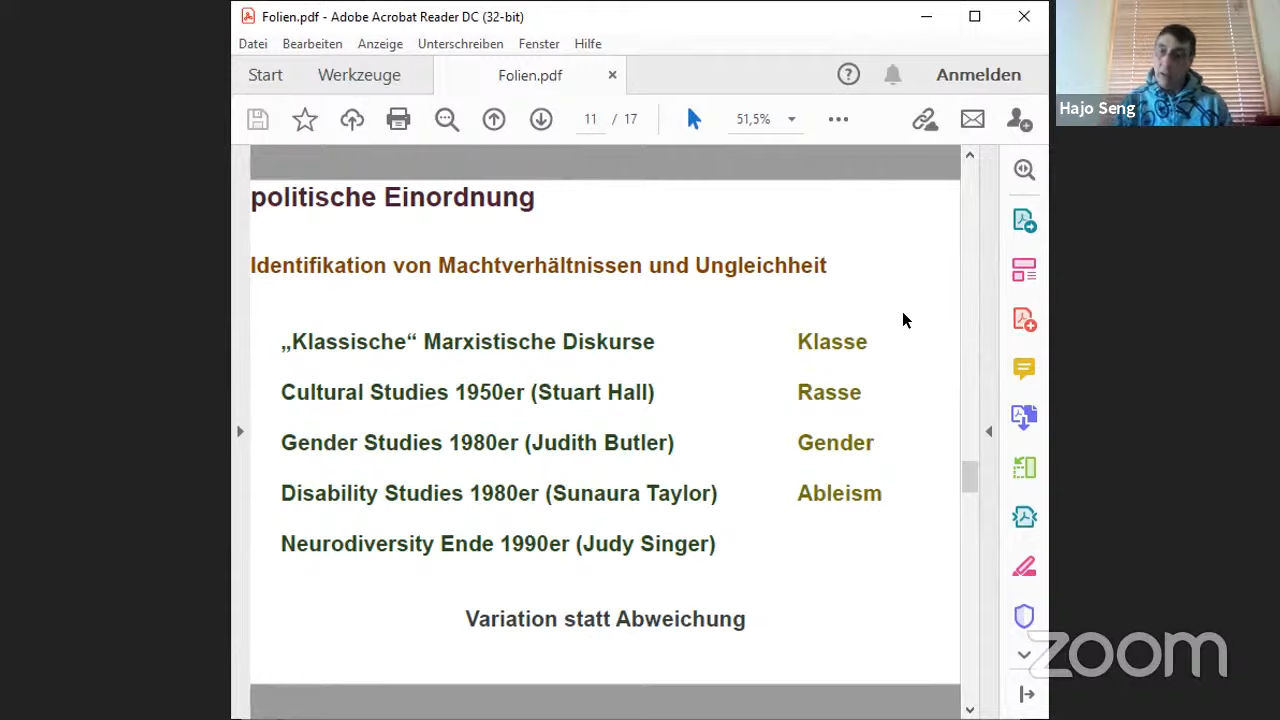 Folien.pdf - Adobe Acrobat Reader DC (32-bit)
Datei Bearbeiten Anzeige Unterschreiben Fenster Hilfe
Start Werkzeuge Folien.pdf × Anmelden
11 / 17 51,5%
Hajo Seng
politische Einordnung
Identifikation von Machtverhältnissen und Ungleichheit
„Klassische“ Marxistische Diskurse Klasse
Cultural Studies 1950er (Stuart Hall) Rasse
Gender Studies 1980er (Judith Butler) Gender
Disability Studies 1980er (Sunaura Taylor) Ableism
Neurodiversity Ende 1990er (Judy Singer)
Variation statt Abweichung
zoom